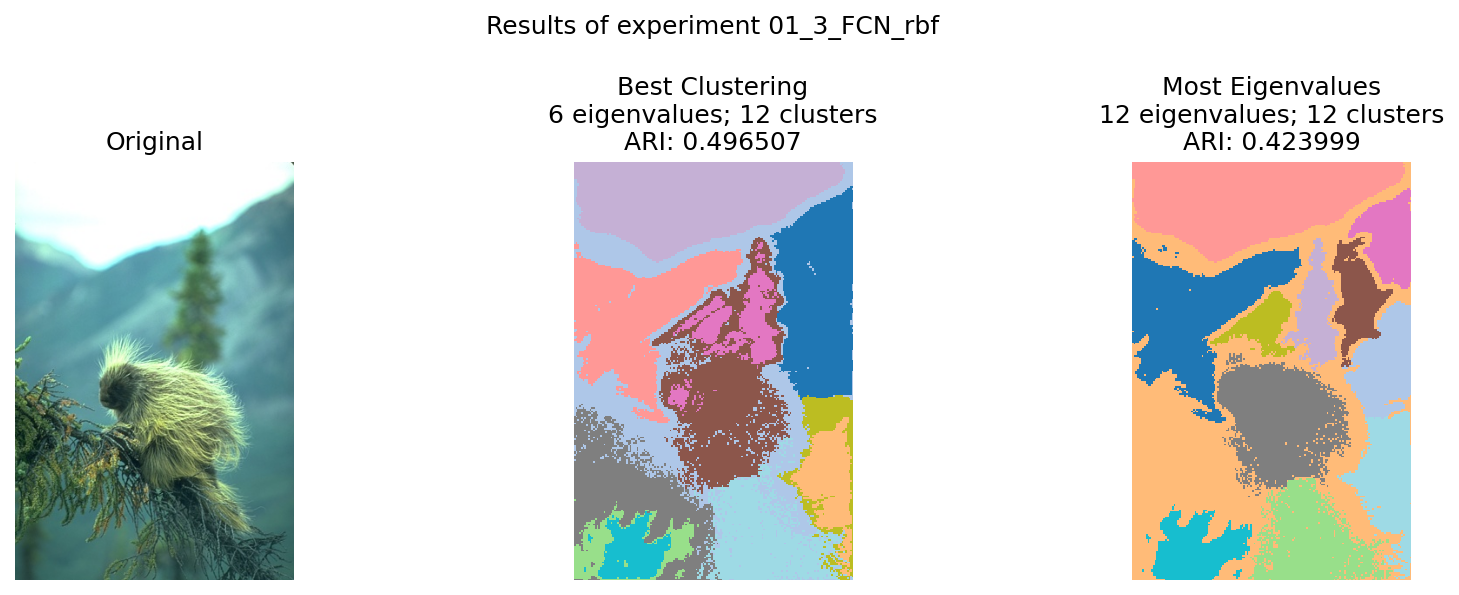 Results of experiment 01_3_FCN_rbf
Original
Best Clustering
6 eigenvalues; 12 clusters
ARI: 0.496507
Most Eigenvalues
12 eigenvalues; 12 clusters
ARI: 0.423999